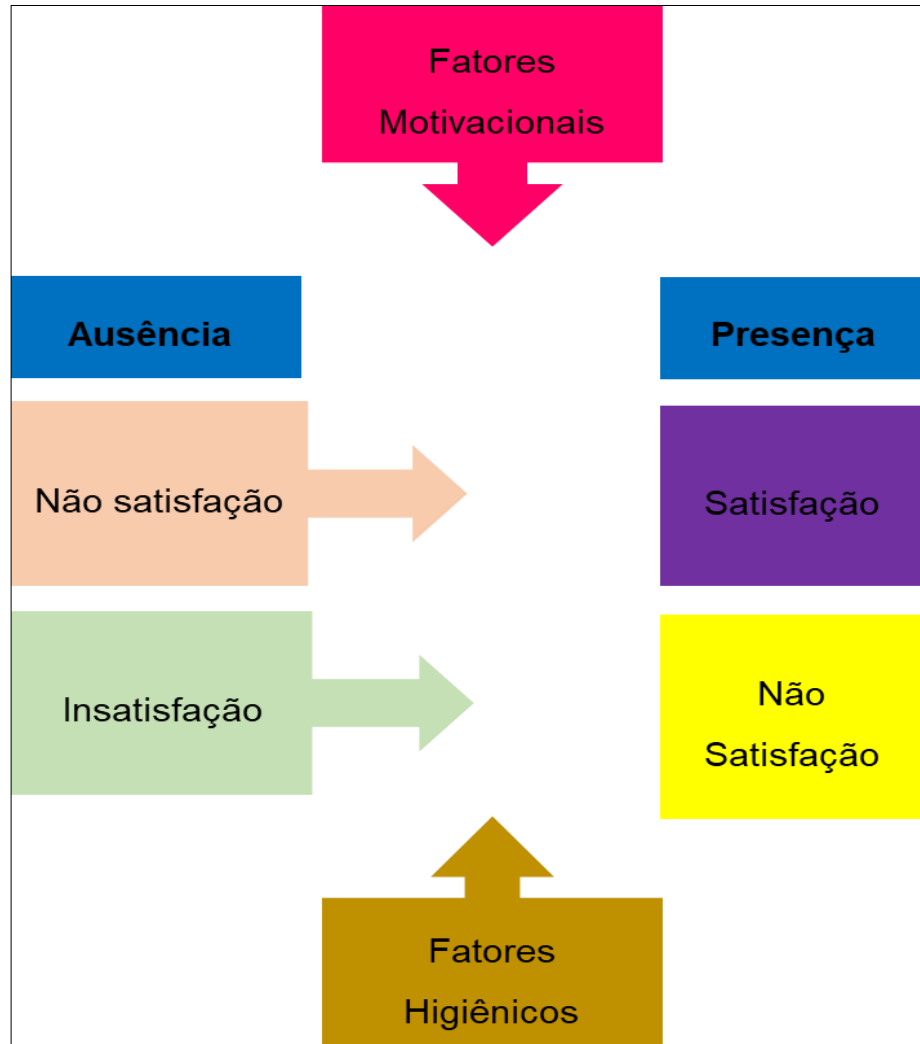 Fatores
Motivacionais
Ausência
Presença
Não satisfação
Satisfação
Insatisfação
Não
Satisfação
Fatores
Higiênicos